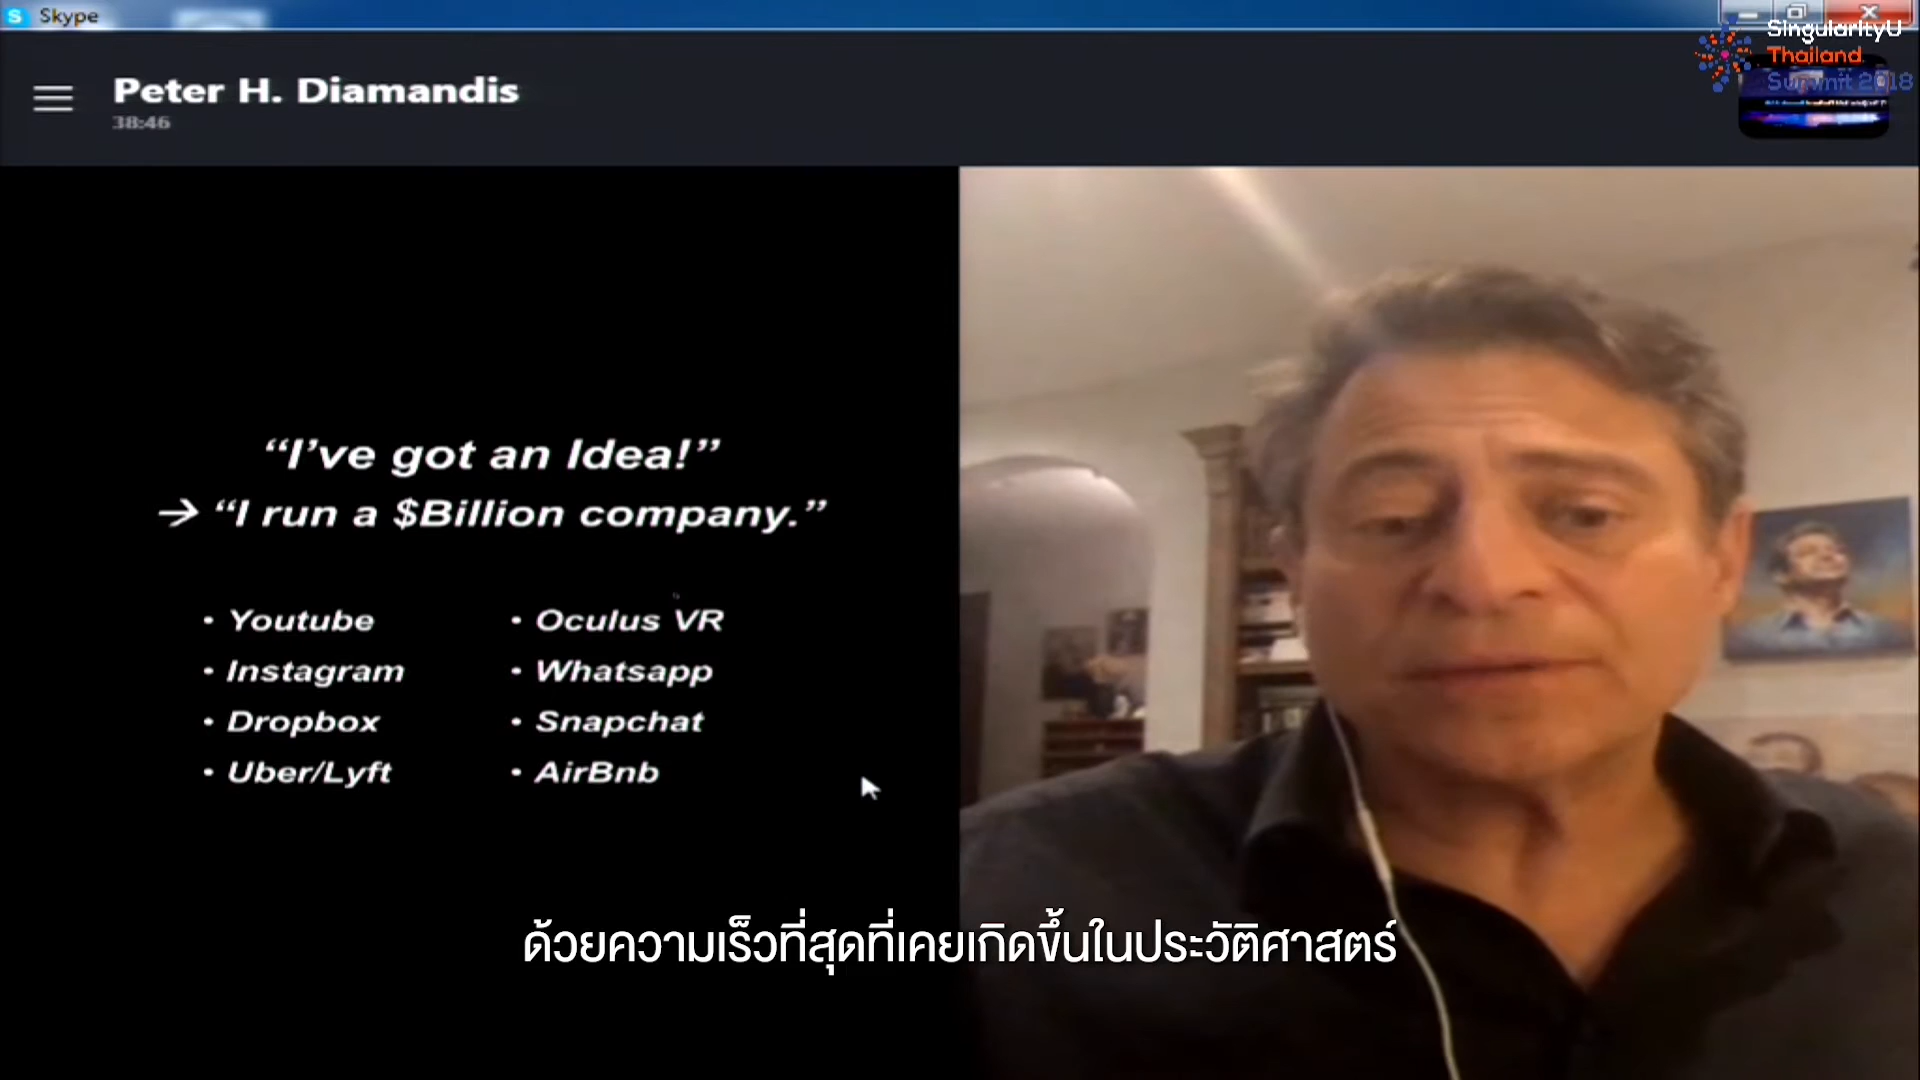 Skype
SingularityU
Thailand
Summit 2018
Peter H. Diamandis
38:46
“I’ve got an Idea!”
→ “I run a $Billion company.”
• Youtube
• Instagram
• Dropbox
• Uber/Lyft
• Oculus VR
• Whatsapp
• Snapchat
• AirBnb
ด้วยความเร็วที่สุดที่เคยเกิดขึ้นในประวัติศาสตร์